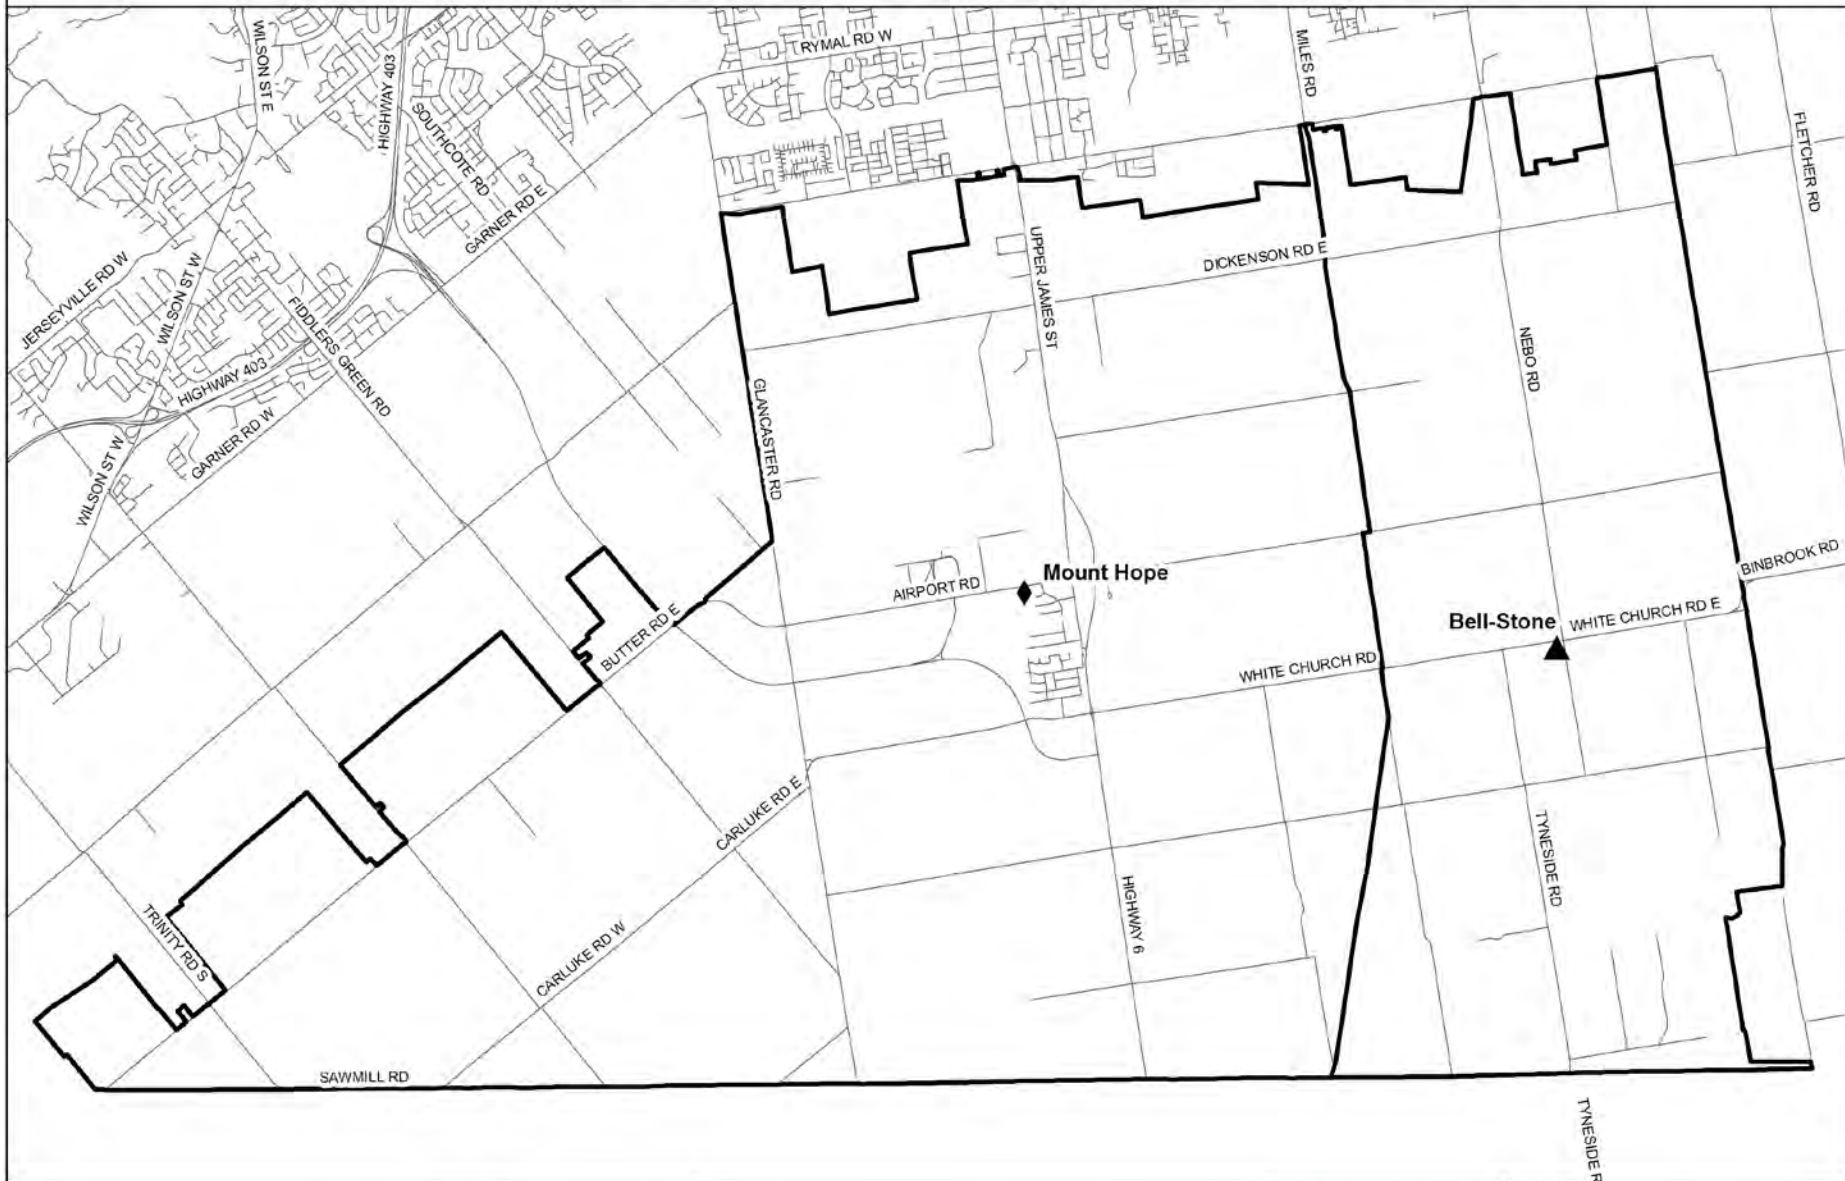 RYMAL RD W
WILSON ST E
HIGHWAY 403
MILES RD
SOUTHCOTE RD
FLETCHER RD
GARNER RD E
JERSEYVILLE RD W
WILSON ST W
UPPER JAMES ST
DICKENSON RD E
FIDDLERS GREEN RD
HIGHWAY 403
NEBO RD
GLANCASTER RD
GARNER RD W
WILSON ST W
BINBROOK RD
AIRPORT RD
Mount Hope
Bell-Stone
WHITE CHURCH RD E
BUTTER RD E
WHITE CHURCH RD
CARLUKE RD E
TYNESIDE RD
HIGHWAY 6
TRINITY RD S
CARLUKE RD W
SAWMILL RD
TYNESIDE R